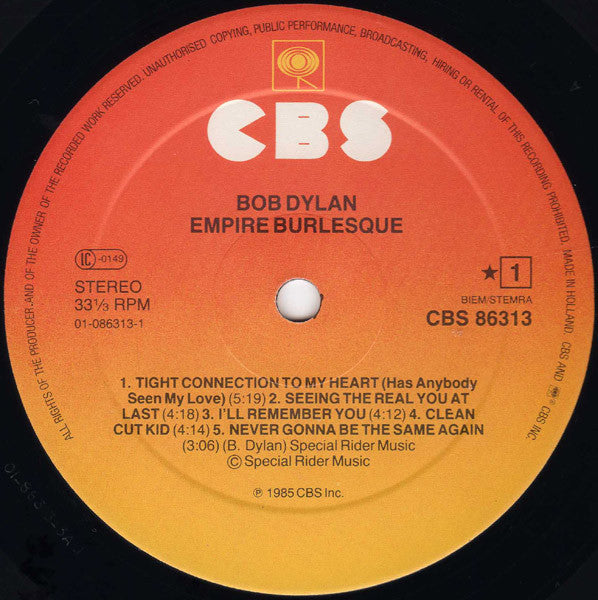 ALL RIGHTS OF THE PRODUCER AND OF THE OWNER OF THE RECORDED WORK RESERVED. UNAUTHORISED COPYING, PUBLIC PERFORMANCE, BROADCASTING, HIRING OR RENTAL OF THIS RECORDING PROHIBITED. MADE IN HOLLAND. CBS AND CBS INC.
CBS
BOB DYLAN
EMPIRE BURLESQUE
IC -0149
STEREO
33⅓ RPM
01-086313-1
★ 1
BIEM/STEMRA
CBS 86313
1. TIGHT CONNECTION TO MY HEART (Has Anybody
Seen My Love) (5:19) 2. SEEING THE REAL YOU AT
LAST (4:18) 3. I'LL REMEMBER YOU (4:12) 4. CLEAN
CUT KID (4:14) 5. NEVER GONNA BE THE SAME AGAIN
(3:06) (B. Dylan) Special Rider Music
© Special Rider Music
℗ 1985 CBS Inc.